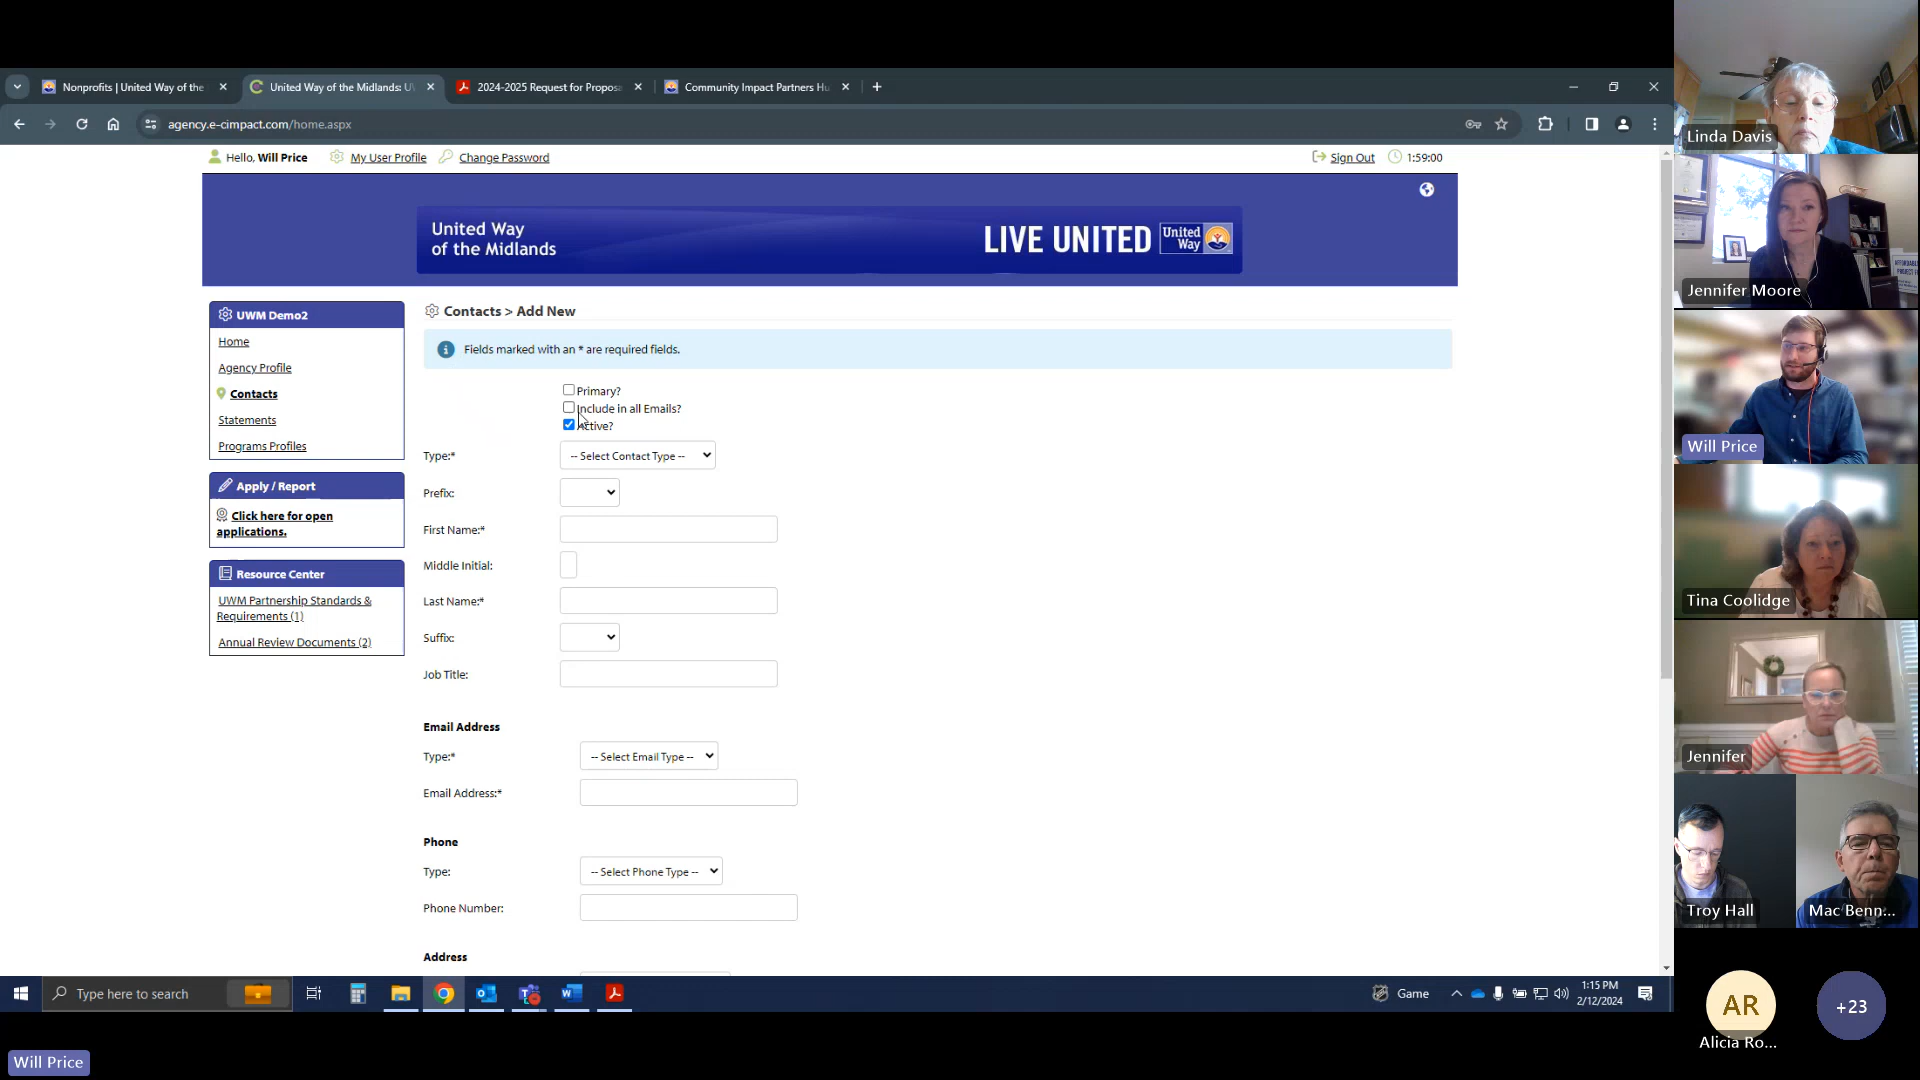 Nonprofits | United Way of the
United Way of the Midlands: U
2024-2025 Request for Proposa
Community Impact Partners Hu
agency.e-cimpact.com/home.aspx
Hello, Will Price
My User Profile
Change Password
Sign Out
1:59:00
United Way
of the Midlands
LIVE UNITED
United
Way
UWM Demo2
Home
Agency Profile
Contacts
Statements
Programs Profiles
Apply / Report
Click here for open
applications.
Resource Center
UWM Partnership Standards &
Requirements (1)
Annual Review Documents (2)
Contacts > Add New
Fields marked with an * are required fields.
Primary?
Include in all Emails?
Active?
Type:*
-- Select Contact Type --
Prefix:
First Name:*
Middle Initial:
Last Name:*
Suffix:
Job Title:
Email Address
Type:*
-- Select Email Type --
Email Address:*
Phone
Type:
-- Select Phone Type --
Phone Number:
Address
Type here to search
Game
1:15 PM
2/12/2024
Will Price
Linda Davis
Jennifer Moore
Will Price
Tina Coolidge
Jennifer
Troy Hall
Mac Benn...
AR
Alicia Ro...
+23